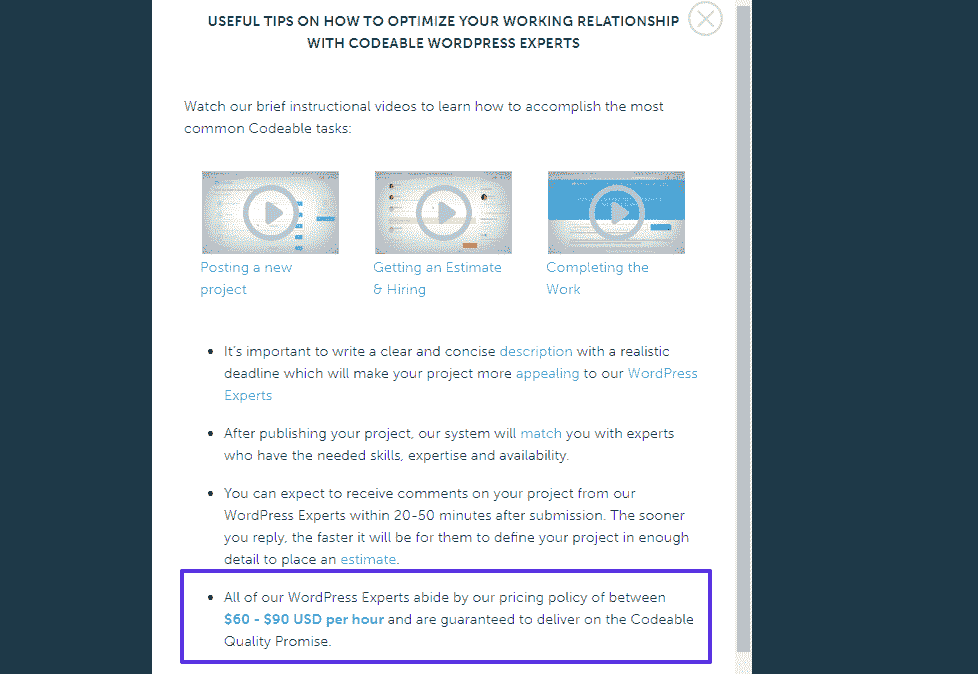 USEFUL TIPS ON HOW TO OPTIMIZE YOUR WORKING RELATIONSHIP
WITH CODEABLE WORDPRESS EXPERTS
Watch our brief instructional videos to learn how to accomplish the most
common Codeable tasks:
Posting a new
project
Getting an Estimate
& Hiring
Completing the
Work
• It's important to write a clear and concise description with a realistic
deadline which will make your project more appealing to our WordPress
Experts
• After publishing your project, our system will match you with experts
who have the needed skills, expertise and availability.
• You can expect to receive comments on your project from our
WordPress Experts within 20-50 minutes after submission. The sooner
you reply, the faster it will be for them to define your project in enough
detail to place an estimate.
• All of our WordPress Experts abide by our pricing policy of between
$60 - $90 USD per hour and are guaranteed to deliver on the Codeable
Quality Promise.